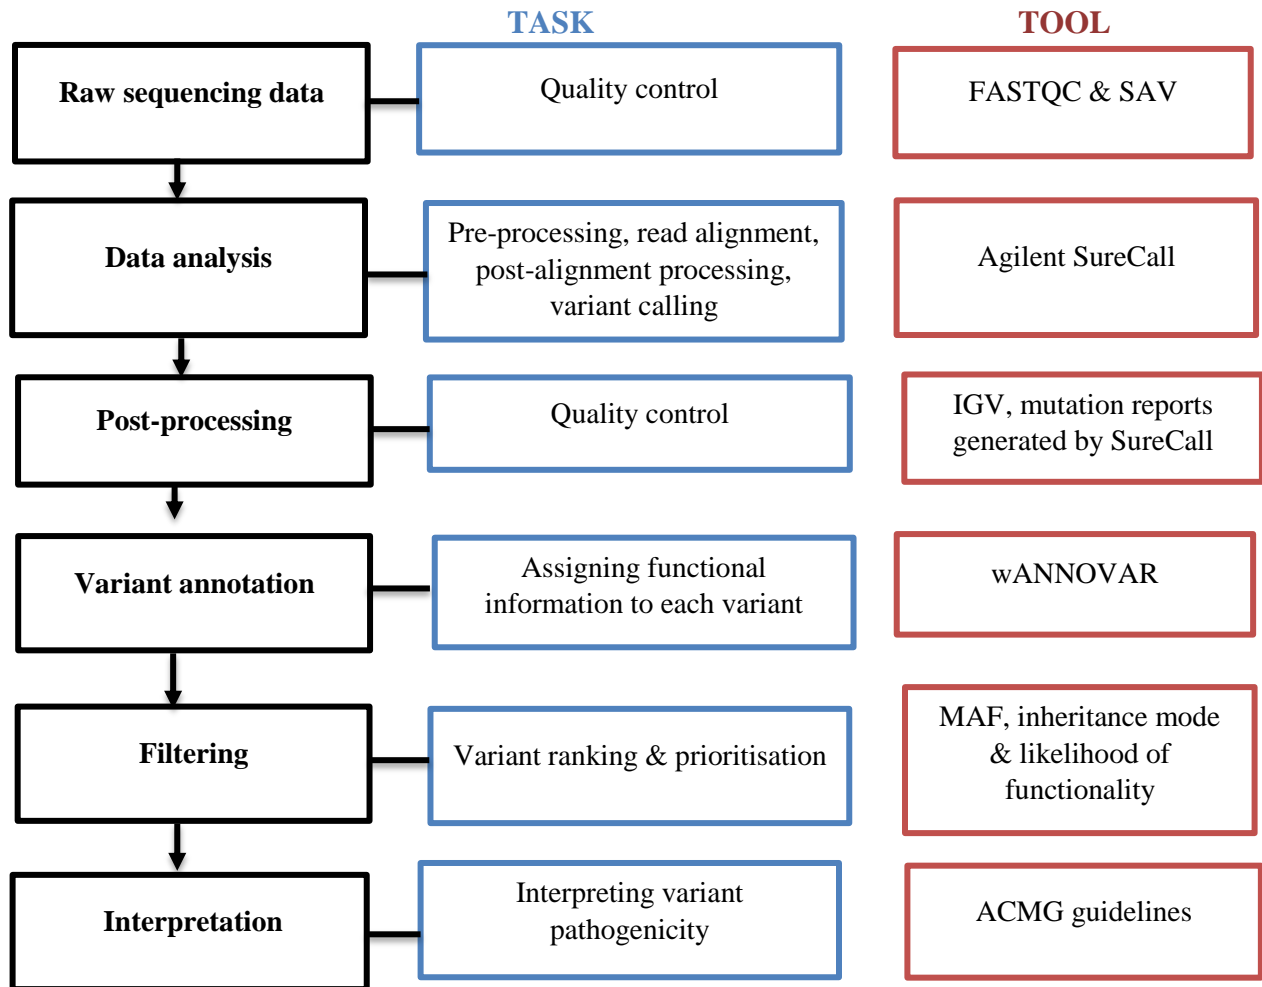 TASK
TOOL
Raw sequencing data
Quality control
FASTQC & SAV
Data analysis
Pre-processing, read alignment,
post-alignment processing,
variant calling
Agilent SureCall
Post-processing
Quality control
IGV, mutation reports
generated by SureCall
Variant annotation
Assigning functional
information to each variant
wANNOVAR
Filtering
Variant ranking & prioritisation
MAF, inheritance mode
& likelihood of
functionality
Interpretation
Interpreting variant
pathogenicity
ACMG guidelines